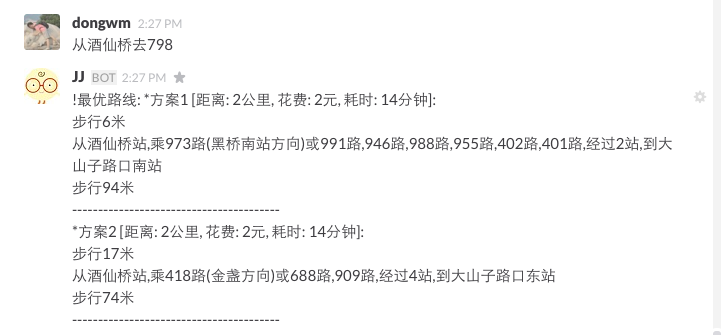 dongwm 2:27 PM
从酒仙桥去798
JJ BOT 2:27 PM
!最优路线: *方案1 [距离: 2公里, 花费: 2元, 耗时: 14分钟]:
步行6米
从酒仙桥站,乘973路(黑桥南站方向)或991路,946路,988路,955路,402路,401路,经过2站,到大
山子路口南站
步行94米
----------------------------------------
*方案2 [距离: 2公里, 花费: 2元, 耗时: 14分钟]:
步行17米
从酒仙桥站,乘418路(金盏方向)或688路,909路,经过4站,到大山子路口东站
步行74米
----------------------------------------